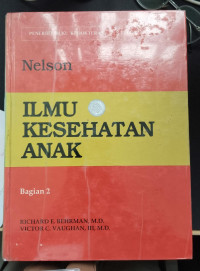 Nelson
ILMU
KESEHATAN
ANAK
Bagian 2
RICHARD E. BEHRMAN, M.D.
VICTOR C. VAUGHAN, III, M.D.